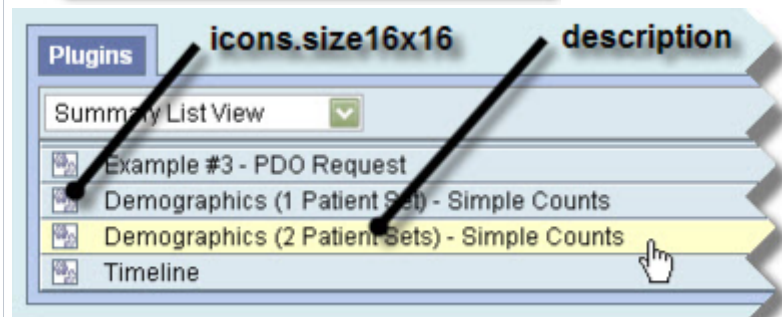 icons.size16x16 description
Plugins
Summary List View
Example #3 - PDO Request
Demographics (1 Patient Set) - Simple Counts
Demographics (2 Patient Sets) - Simple Counts
Timeline